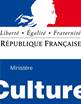 Liberté • Égalité • Fraternité
RÉPUBLIQUE FRANÇAISE
Ministère
Culture